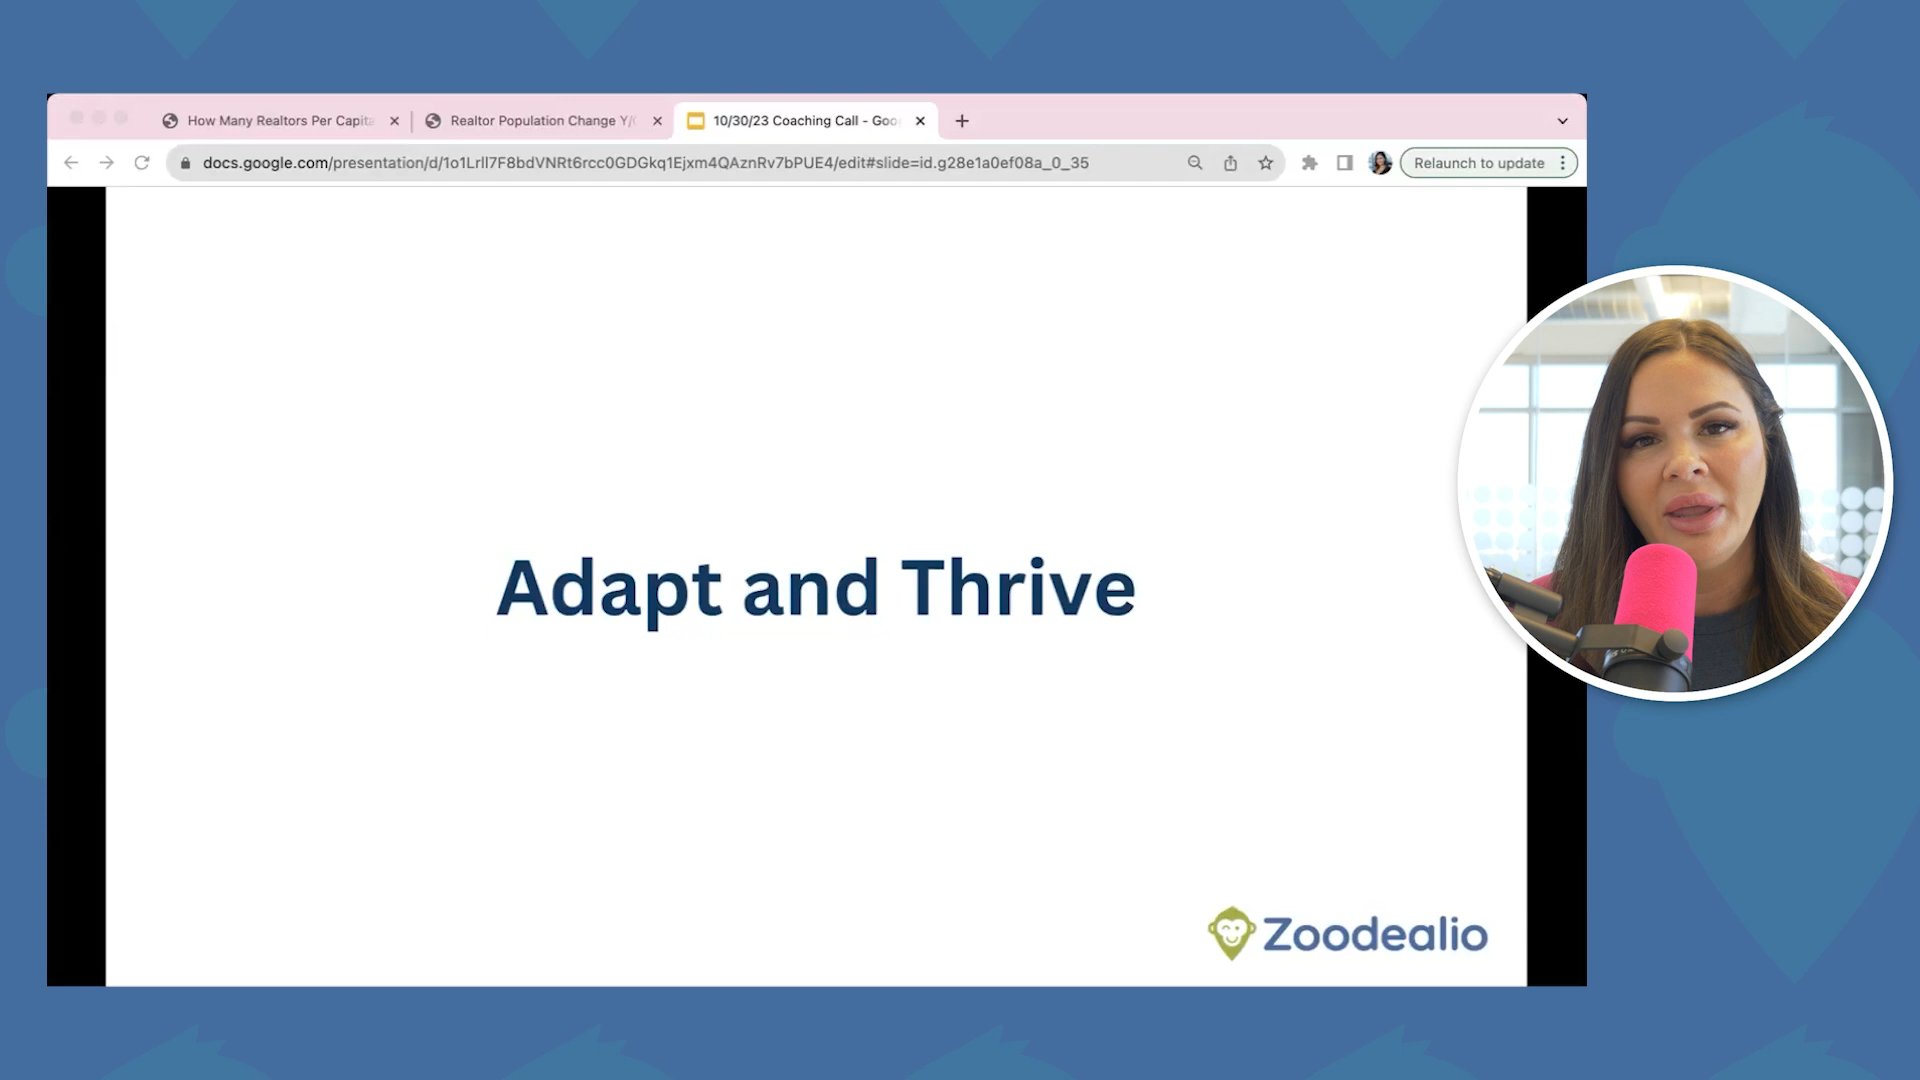 How Many Realtors Per Capita
Realtor Population Change Y/
10/30/23 Coaching Call - Goo
docs.google.com/presentation/d/1o1Lrll7F8bdVNRt6rcc0GDGkq1Ejxm4QAznRv7bPUE4/edit#slide=id.g28e1a0ef08a_0_35
Relaunch to update
Adapt and Thrive
Zoodealio